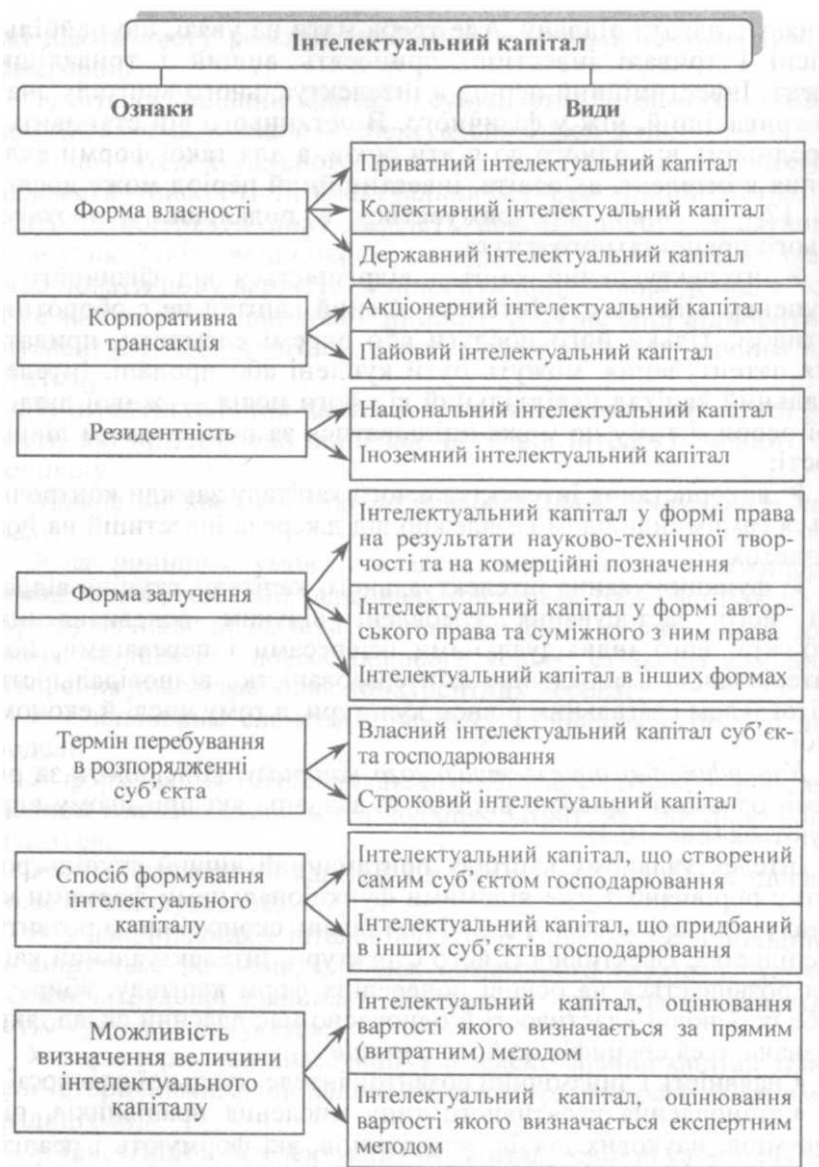 Інтелектуальний капітал
Ознака
Види
Форма власності
Приватний інтелектуальний капітал
Колективний інтелектуальний капітал
Державний інтелектуальний капітал
Корпоративна
трансакція
Акціонерний інтелектуальний капітал
Пайовий інтелектуальний капітал
Резидентність
Національний інтелектуальний капітал
Іноземний інтелектуальний капітал
Форма залучення
Інтелектуальний капітал у формі права
на результати науково-технічної твор-
чості та на комерційні позначення
Інтелектуальний капітал у формі автор-
ського права та суміжного з ним права
Інтелектуальний капітал в інших формах
Термін перебування
в розпорядженні
суб’єкта
Власний інтелектуальний капітал суб’єк-
та господарювання
Строковий інтелектуальний капітал
Спосіб формування
інтелектуального
капіталу
Інтелектуальний капітал, що створений
самим суб’єктом господарювання
Інтелектуальний капітал, що придбаний
в інших суб’єктів господарювання
Можливість
визначення величини
інтелектуального
капіталу
Інтелектуальний капітал, оцінювання
вартості якого визначається за прямим
(витратним) методом
Інтелектуальний капітал, оцінювання
вартості якого визначається експертним
методом